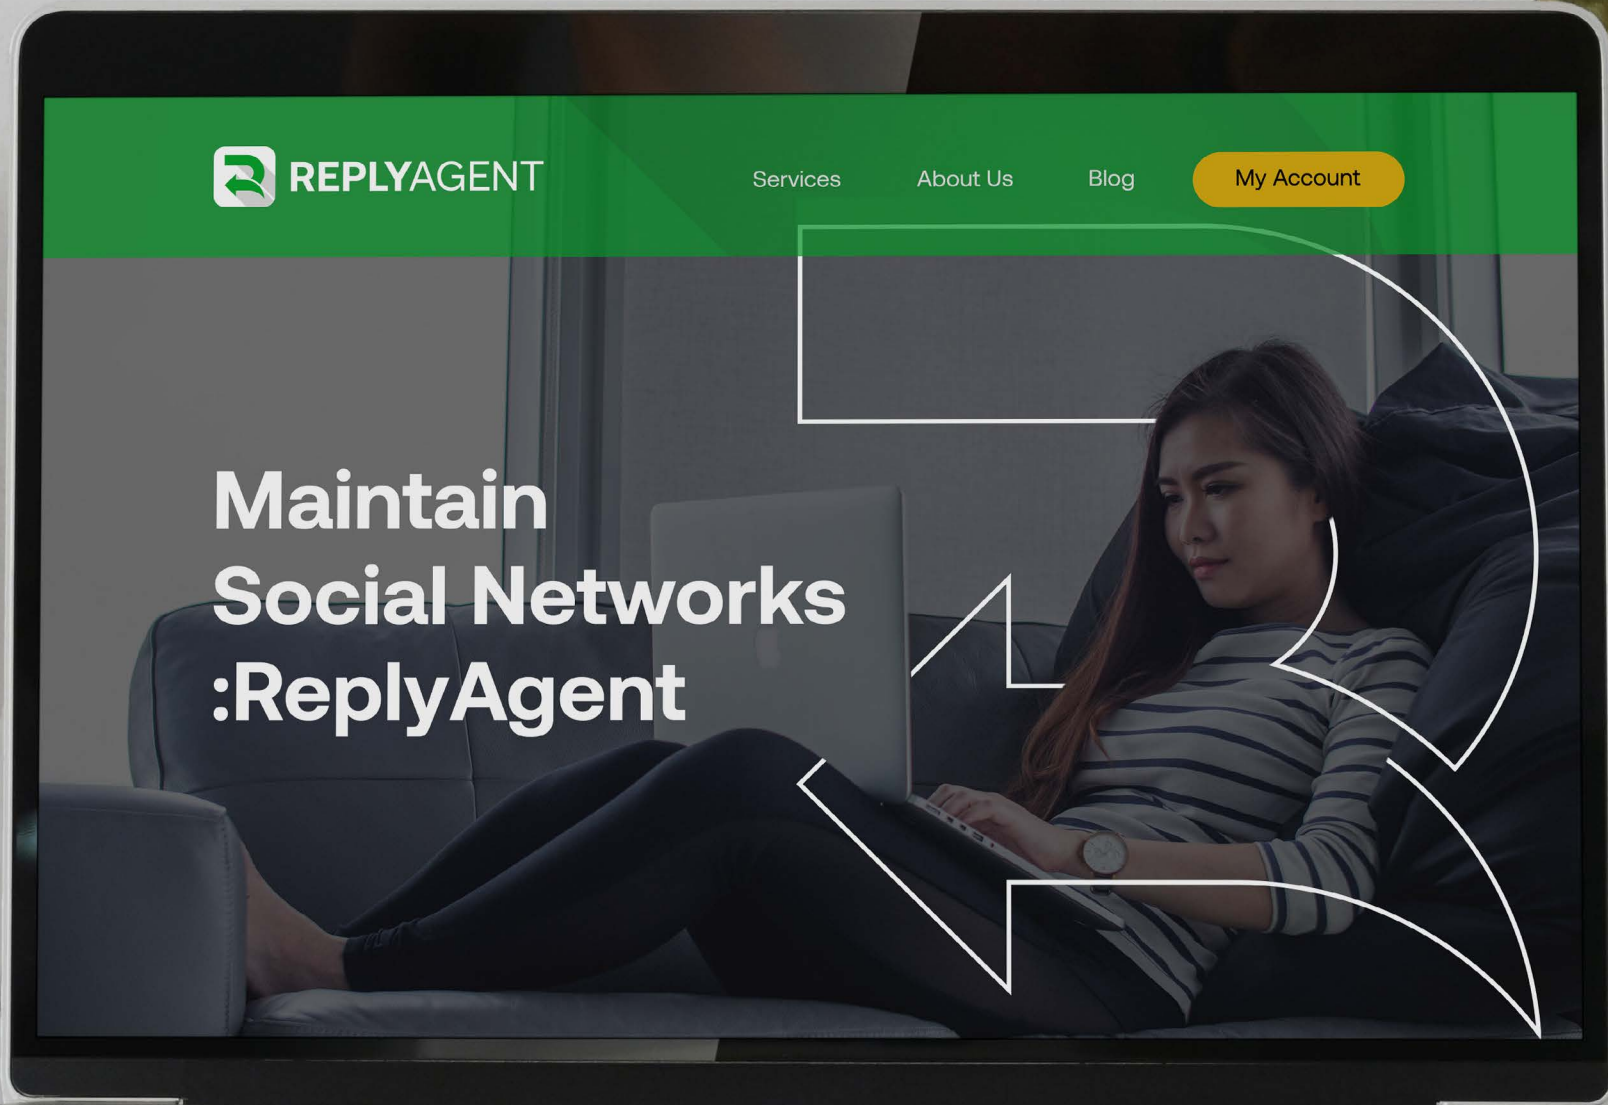 REPLYAGENT
Services
About Us
Blog
My Account
Maintain
Social Networks
:ReplyAgent